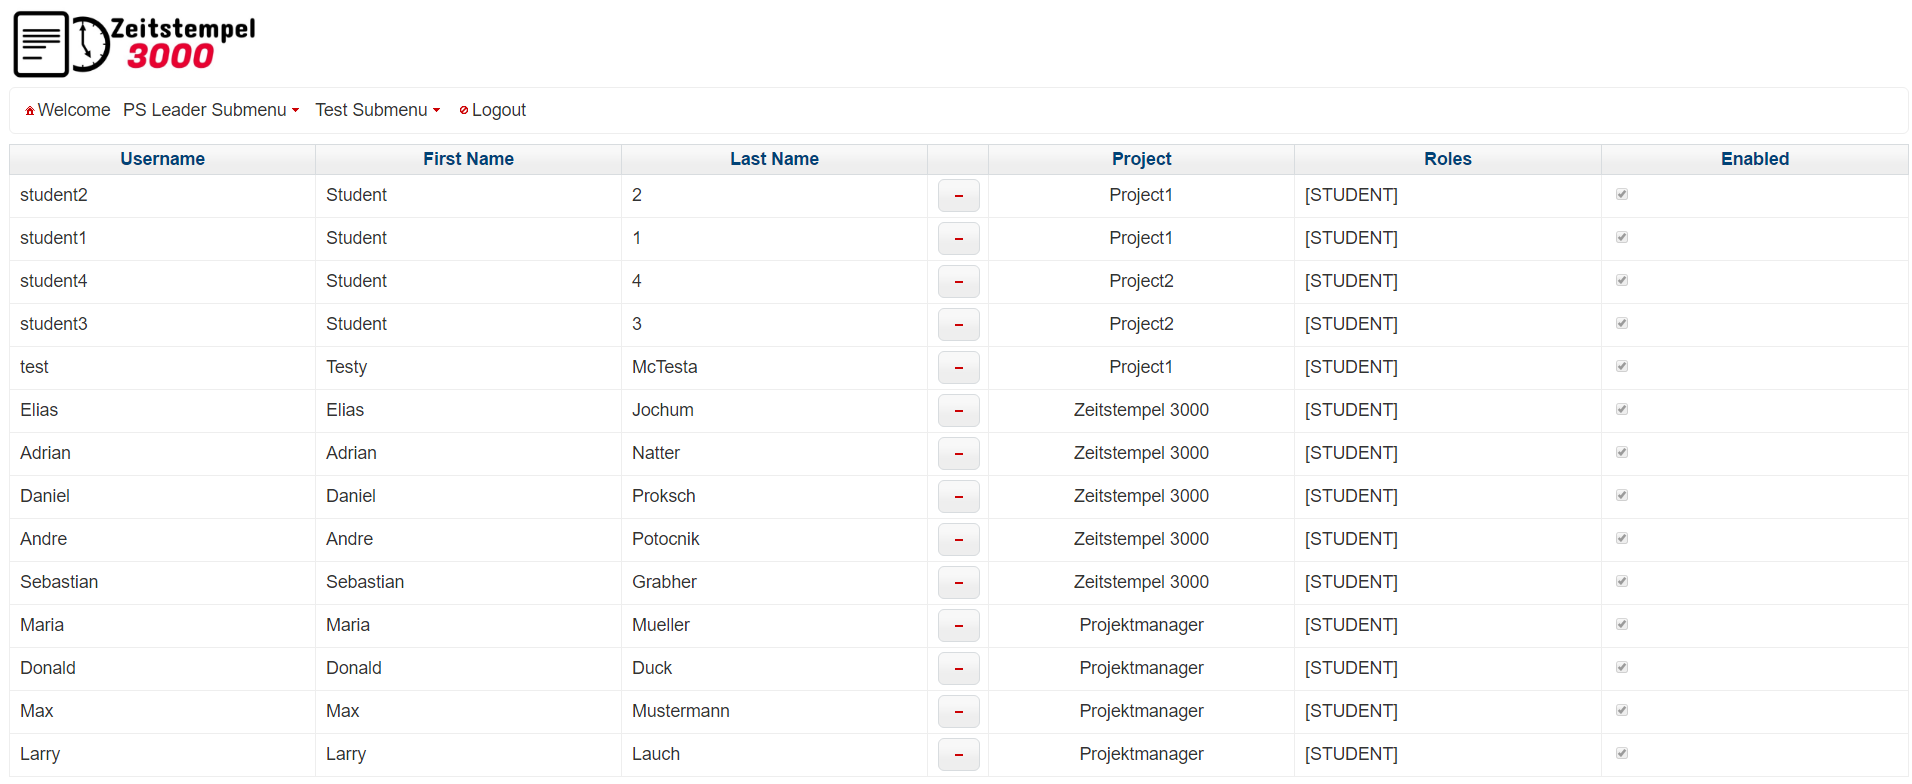 Zeitstempel
3000
Welcome PS Leader Submenu Test Submenu Logout
Username First Name Last Name Project Roles Enabled
student2 Student 2 Project1 [STUDENT]
student1 Student 1 Project1 [STUDENT]
student4 Student 4 Project2 [STUDENT]
student3 Student 3 Project2 [STUDENT]
test Testy McTesta Project1 [STUDENT]
Elias Elias Jochum Zeitstempel 3000 [STUDENT]
Adrian Adrian Natter Zeitstempel 3000 [STUDENT]
Daniel Daniel Proksch Zeitstempel 3000 [STUDENT]
Andre Andre Potocnik Zeitstempel 3000 [STUDENT]
Sebastian Sebastian Grabher Zeitstempel 3000 [STUDENT]
Maria Maria Mueller Projektmanager [STUDENT]
Donald Donald Duck Projektmanager [STUDENT]
Max Max Mustermann Projektmanager [STUDENT]
Larry Larry Lauch Projektmanager [STUDENT]